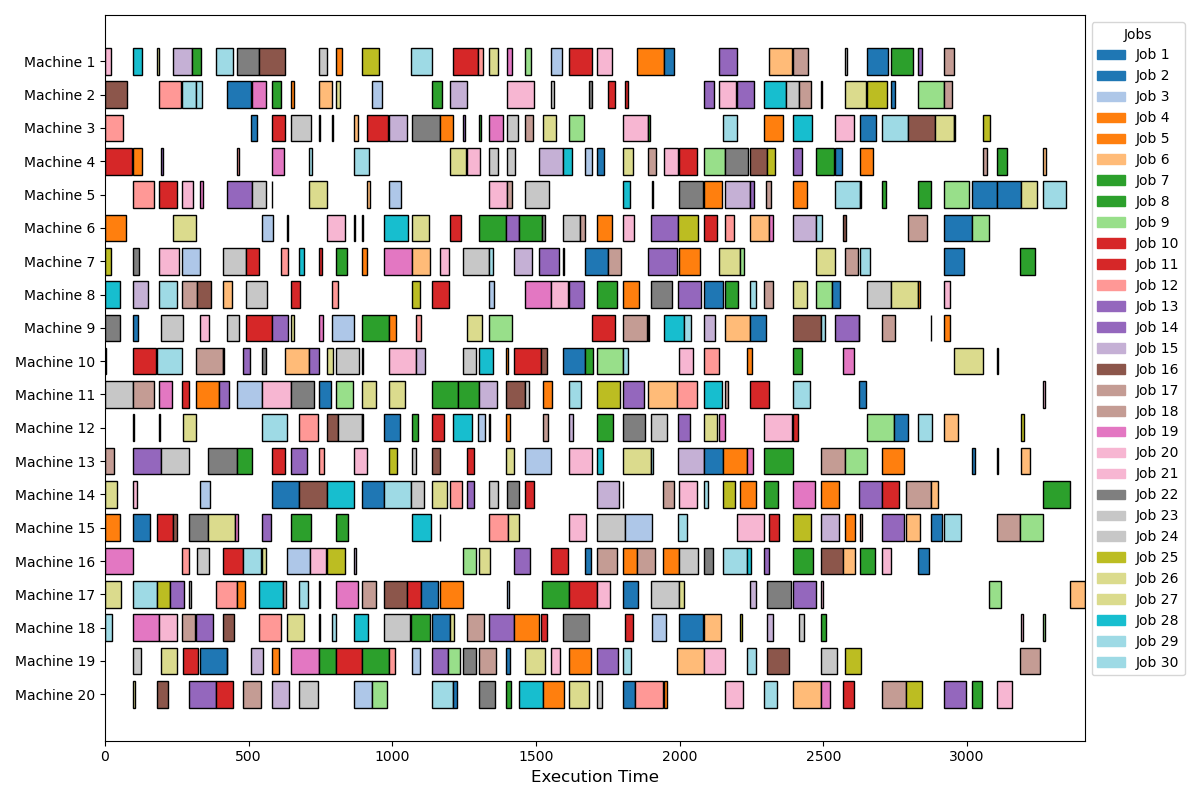 Machine 1
Machine 2
Machine 3
Machine 4
Machine 5
Machine 6
Machine 7
Machine 8
Machine 9
Machine 10
Machine 11
Machine 12
Machine 13
Machine 14
Machine 15
Machine 16
Machine 17
Machine 18
Machine 19
Machine 20
0 500 1000 1500 2000 2500 3000
Execution Time
Jobs
Job 1
Job 2
Job 3
Job 4
Job 5
Job 6
Job 7
Job 8
Job 9
Job 10
Job 11
Job 12
Job 13
Job 14
Job 15
Job 16
Job 17
Job 18
Job 19
Job 20
Job 21
Job 22
Job 23
Job 24
Job 25
Job 26
Job 27
Job 28
Job 29
Job 30